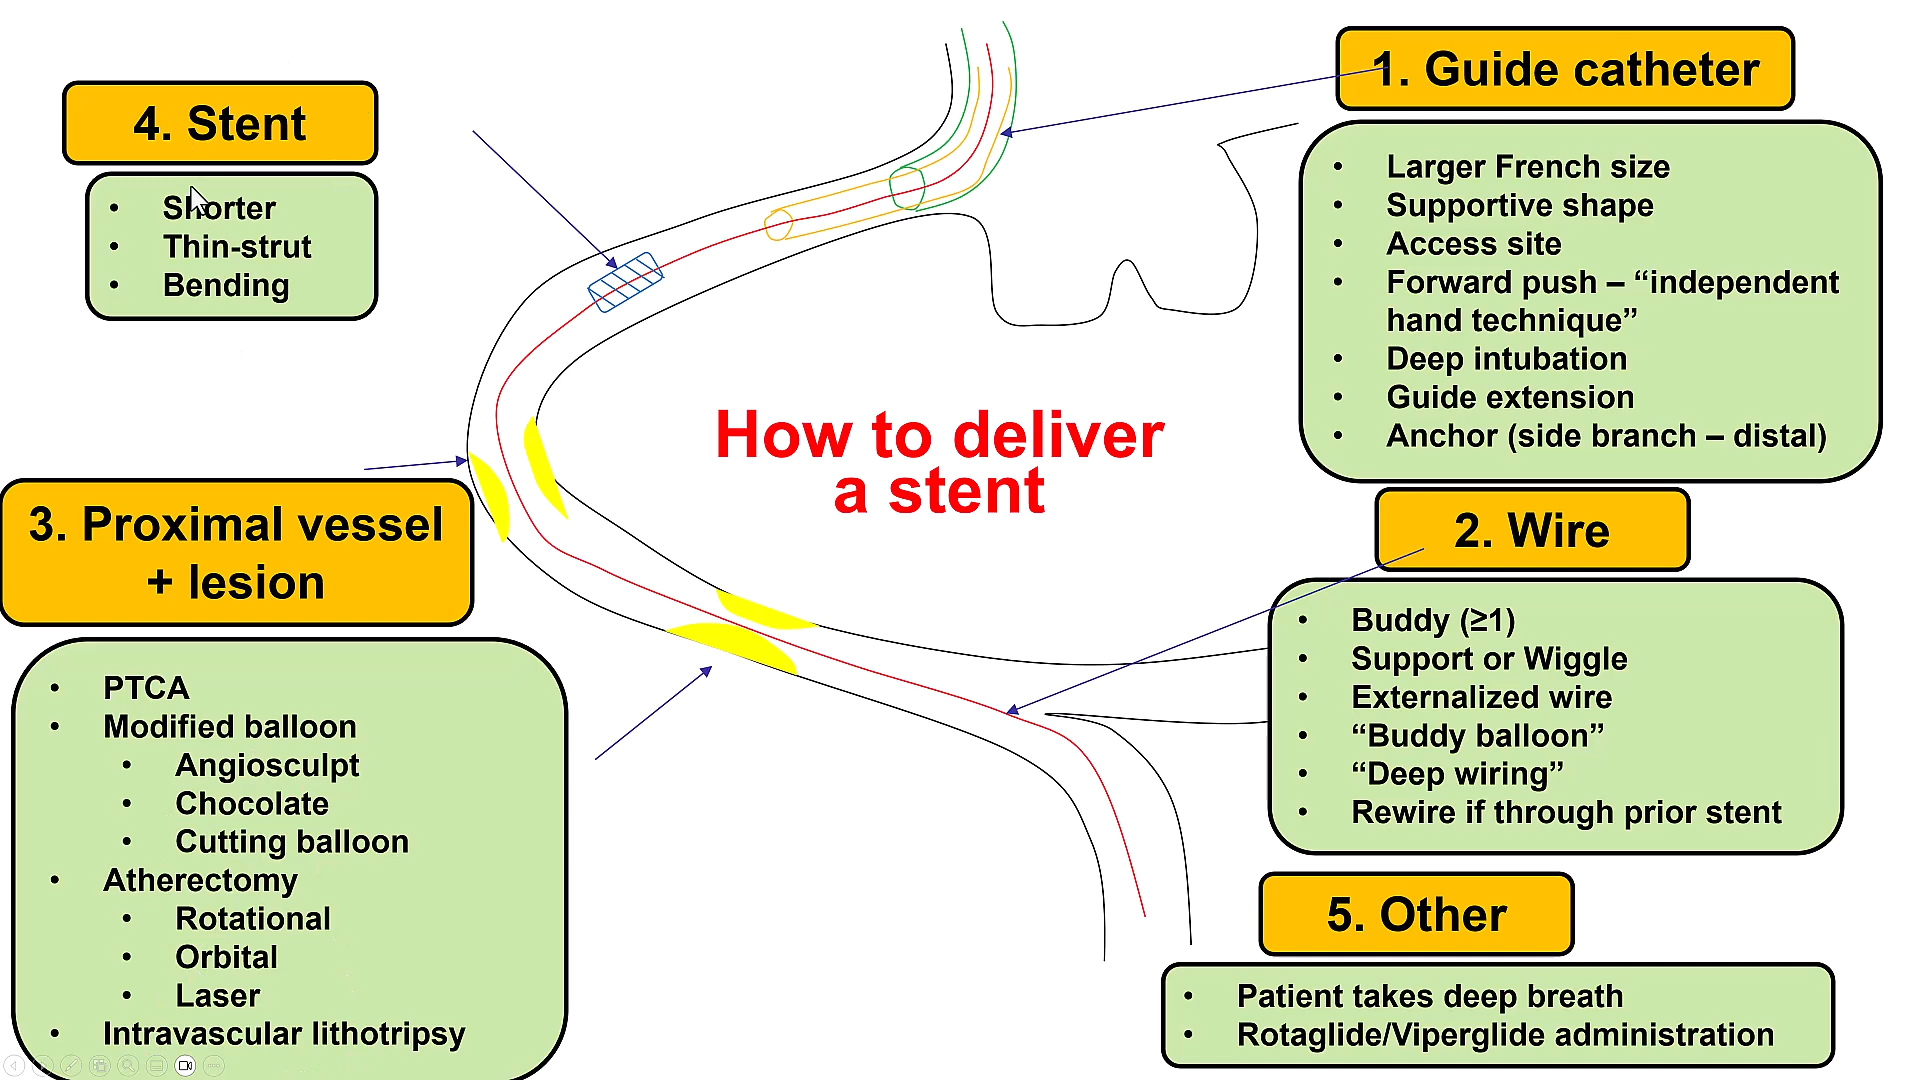 How to deliver
a stent
1. Guide catheter
• Larger French size
• Supportive shape
• Access site
• Forward push – “independent
hand technique”
• Deep intubation
• Guide extension
• Anchor (side branch – distal)
2. Wire
• Buddy (≥1)
• Support or Wiggle
• Externalized wire
• “Buddy balloon”
• “Deep wiring”
• Rewire if through prior stent
3. Proximal vessel
+ lesion
• PTCA
• Modified balloon
• Angiosculpt
• Chocolate
• Cutting balloon
• Atherectomy
• Rotational
• Orbital
• Laser
• Intravascular lithotripsy
4. Stent
• Shorter
• Thin-strut
• Bending
5. Other
• Patient takes deep breath
• Rotaglide/Viperglide administration